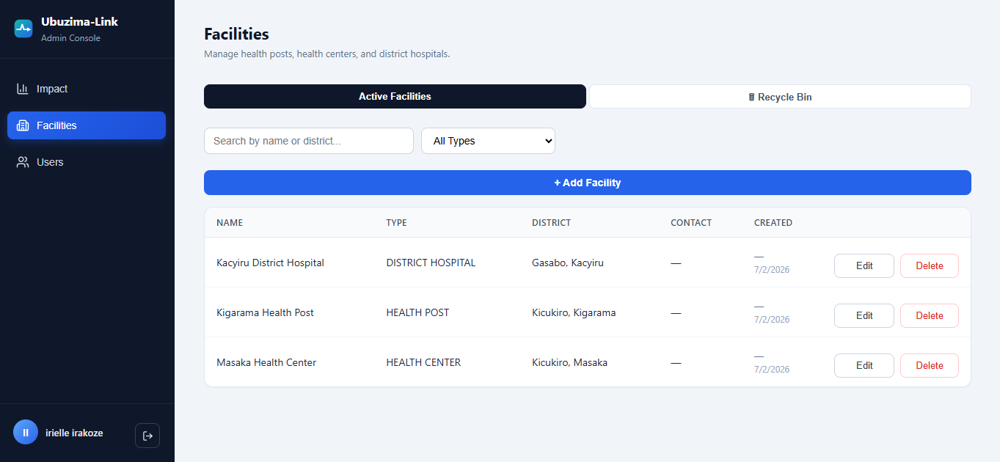 Ubuzima-Link
Admin Console
Impact
Facilities
Users
II
irielle irakoze
Facilities
Manage health posts, health centers, and district hospitals.
Active Facilities
Recycle Bin
Search by name or district...
All Types
+ Add Facility
NAME TYPE DISTRICT CONTACT CREATED
Kacyiru District Hospital DISTRICT HOSPITAL Gasabo, Kacyiru — —
7/2/2026
Edit Delete
Kigarama Health Post HEALTH POST Kicukiro, Kigarama — —
7/2/2026
Edit Delete
Masaka Health Center HEALTH CENTER Kicukiro, Masaka — —
7/2/2026
Edit Delete